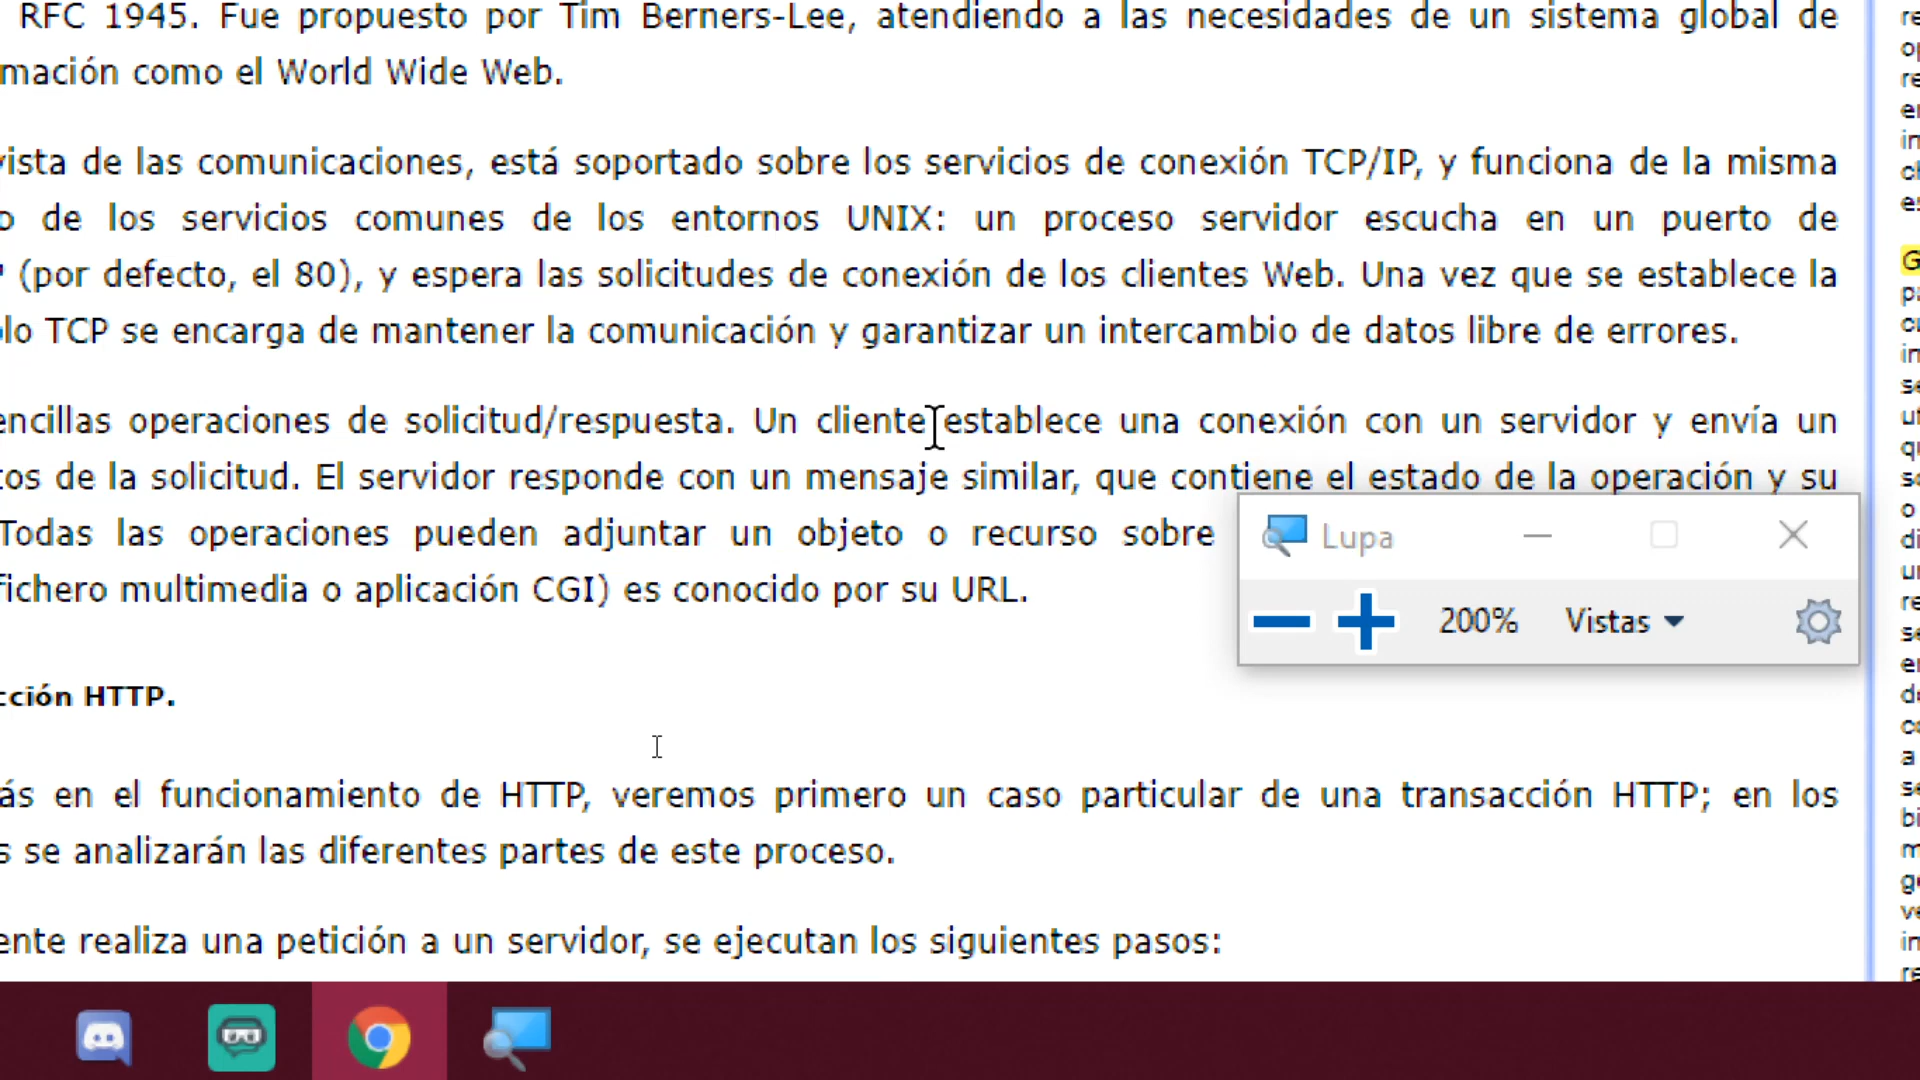 RFC 1945. Fue propuesto por Tim Berners-Lee, atendiendo a las necesidades de un sistema global de
mación como el World Wide Web.
vista de las comunicaciones, está soportado sobre los servicios de conexión TCP/IP, y funciona de la misma
o de los servicios comunes de los entornos UNIX: un proceso servidor escucha en un puerto de
(por defecto, el 80), y espera las solicitudes de conexión de los clientes Web. Una vez que se establece la
lo TCP se encarga de mantener la comunicación y garantizar un intercambio de datos libre de errores.
encillas operaciones de solicitud/respuesta. Un cliente establece una conexión con un servidor y envía un
tos de la solicitud. El servidor responde con un mensaje similar, que contiene el estado de la operación y su
Todas las operaciones pueden adjuntar un objeto o recurso sobre
fichero multimedia o aplicación CGI) es conocido por su URL.
Lupa
200% Vistas
cción HTTP.
ás en el funcionamiento de HTTP, veremos primero un caso particular de una transacción HTTP; en los
s se analizarán las diferentes partes de este proceso.
ente realiza una petición a un servidor, se ejecutan los siguientes pasos: